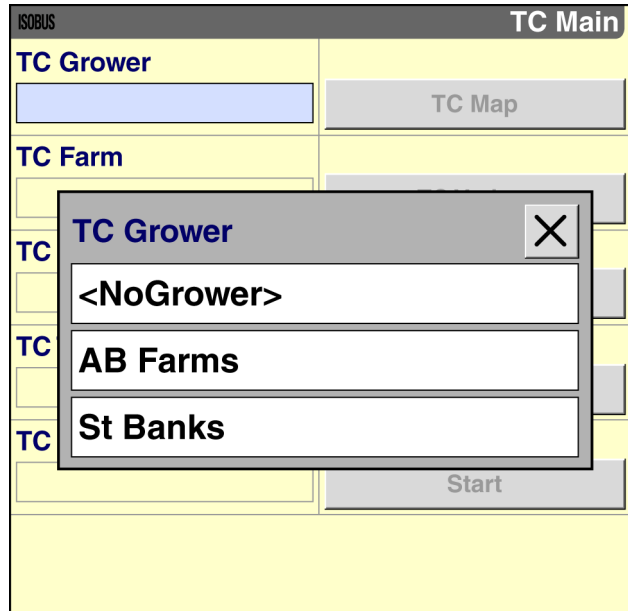 ISOBUS
TC Main
TC Grower
TC Map
TC Farm
TC Grower
TC
<NoGrower>
TC
AB Farms
St Banks
TC
Start